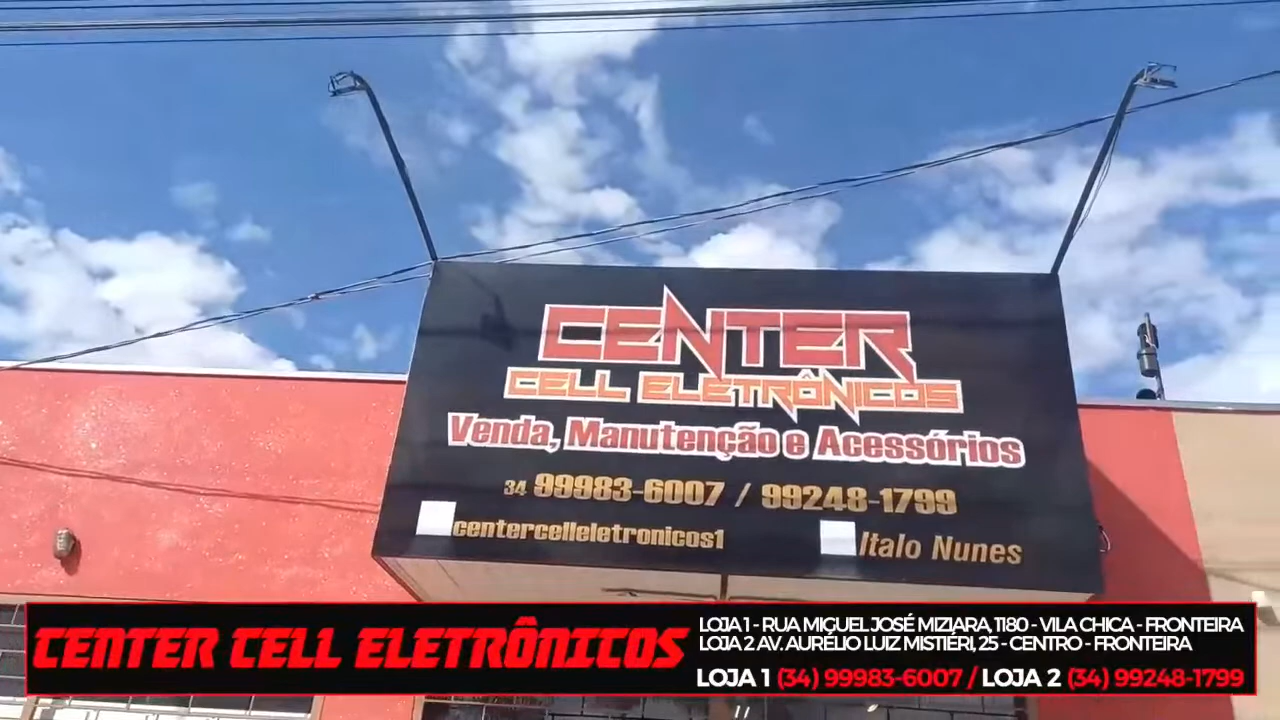 CENTER
CELL ELETRÔNICOS
Venda, Manutenção e Acessórios
34 99983-6007 / 99248-1799
centercelleletronicos1
Italo Nunes
CENTER CELL ELETRÔNICOS
LOJA 1 - RUA MIGUEL JOSÉ MIZIARA, 1180 - VILA CHICA - FRONTEIRA
LOJA 2 AV. AURÉLIO LUIZ MISTIÉRI, 25 - CENTRO - FRONTEIRA
LOJA 1 (34) 99983-6007 / LOJA 2 (34) 99248-1799